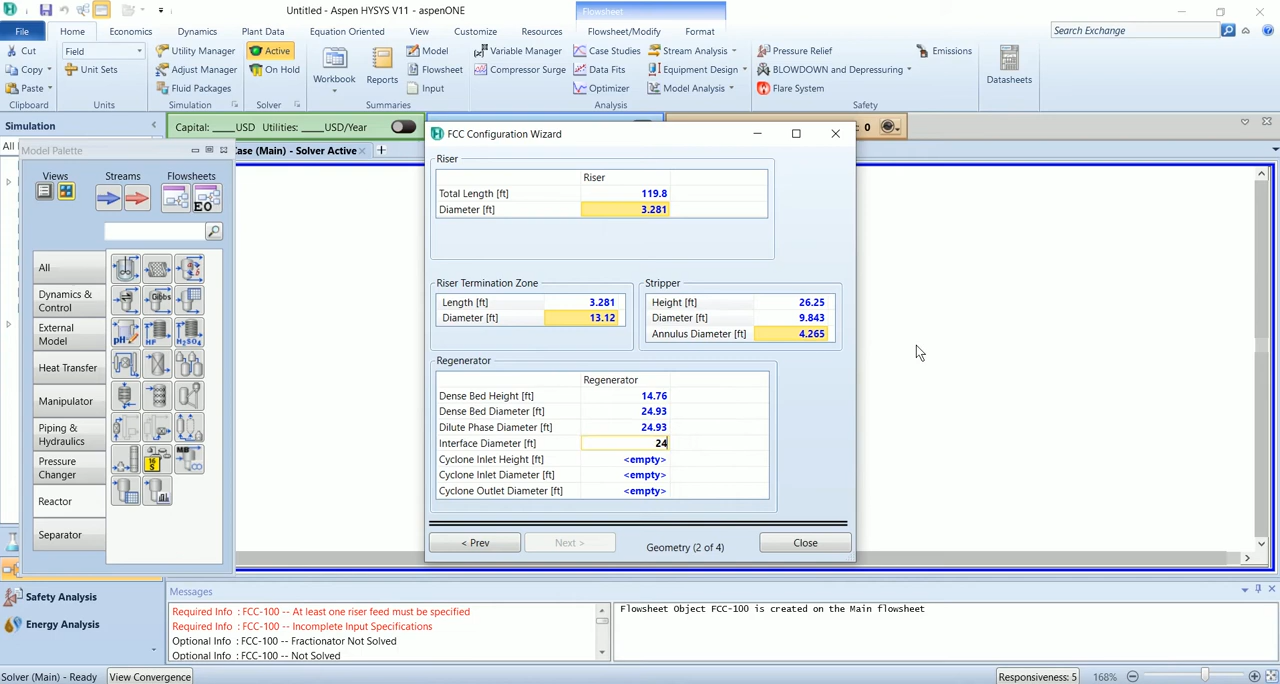 Untitled - Aspen HYSYS V11 - aspenONE
Flowsheet
File
Home
Economics
Dynamics
Plant Data
Equation Oriented
View
Customize
Resources
Flowsheet/Modify
Format
Search Exchange
Cut
Copy
Paste
Clipboard
Field
Unit Sets
Units
Utility Manager
Adjust Manager
Fluid Packages
Simulation
Active
On Hold
Solver
Workbook
Reports
Model
Flowsheet
Input
Summaries
Variable Manager
Compressor Surge
Case Studies
Data Fits
Optimizer
Stream Analysis
Equipment Design
Model Analysis
Analysis
Pressure Relief
BLOWDOWN and Depressuring
Flare System
Emissions
Safety
Datasheets
Simulation
Capital: ____USD Utilities: ____USD/Year
0
All
Model Palette
Case (Main) - Solver Active
Views
Streams
Flowsheets
EO
All
Dynamics & Control
External Model
Heat Transfer
Manipulator
Piping & Hydraulics
Pressure Changer
Reactor
Separator
FCC Configuration Wizard
Riser
Riser
Total Length [ft] 119.8
Diameter [ft] 3.281
Riser Termination Zone
Length [ft] 3.281
Diameter [ft] 13.12
Stripper
Height [ft] 26.25
Diameter [ft] 9.843
Annulus Diameter [ft] 4.265
Regenerator
Regenerator
Dense Bed Height [ft] 14.76
Dense Bed Diameter [ft] 24.93
Dilute Phase Diameter [ft] 24.93
Interface Diameter [ft] 24
Cyclone Inlet Height [ft] <empty>
Cyclone Inlet Diameter [ft] <empty>
Cyclone Outlet Diameter [ft] <empty>
< Prev
Next >
Geometry (2 of 4)
Close
Safety Analysis
Energy Analysis
Messages
Required Info : FCC-100 -- At least one riser feed must be specified
Required Info : FCC-100 -- Incomplete Input Specifications
Optional Info : FCC-100 -- Fractionator Not Solved
Optional Info : FCC-100 -- Not Solved
Flowsheet Object FCC-100 is created on the Main flowsheet
Solver (Main) - Ready
View Convergence
Responsiveness: 5
168%